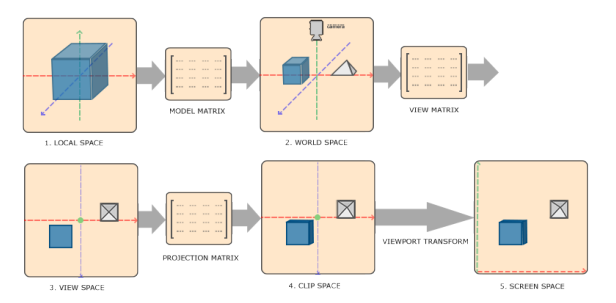 CAMERA
MODEL MATRIX
VIEW MATRIX
1. LOCAL SPACE
2. WORLD SPACE
VIEWPORT TRANSFORM
PROJECTION MATRIX
3. VIEW SPACE
4. CLIP SPACE
5. SCREEN SPACE